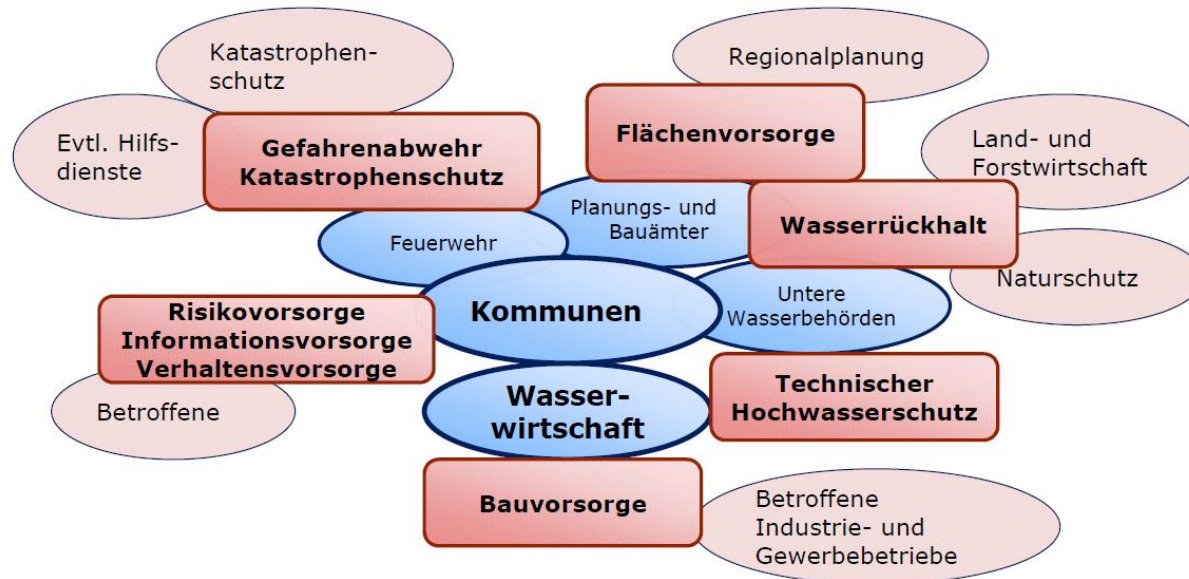 Katastrophen-
schutz
Regionalplanung
Evtl. Hilfs-
dienste
Gefahrenabwehr
Katastrophenschutz
Flächenvorsorge
Land- und
Forstwirtschaft
Feuerwehr
Planungs- und
Bauämter
Wasserrückhalt
Naturschutz
Risikovorsorge
Informationsvorsorge
Verhaltensvorsorge
Kommunen
Untere
Wasserbehörden
Betroffene
Wasser-
wirtschaft
Technischer
Hochwasserschutz
Bauvorsorge
Betroffene
Industrie- und
Gewerbebetriebe